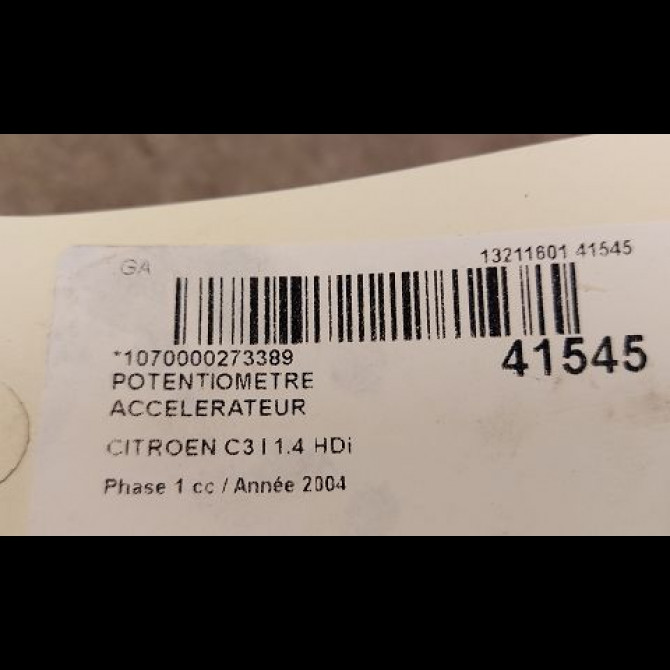 GA
13211601 41545
*1070000273389
41545
POTENTIOMETRE
ACCELERATEUR
CITROEN C3 I 1.4 HDi
Phase 1 cc / Année 2004